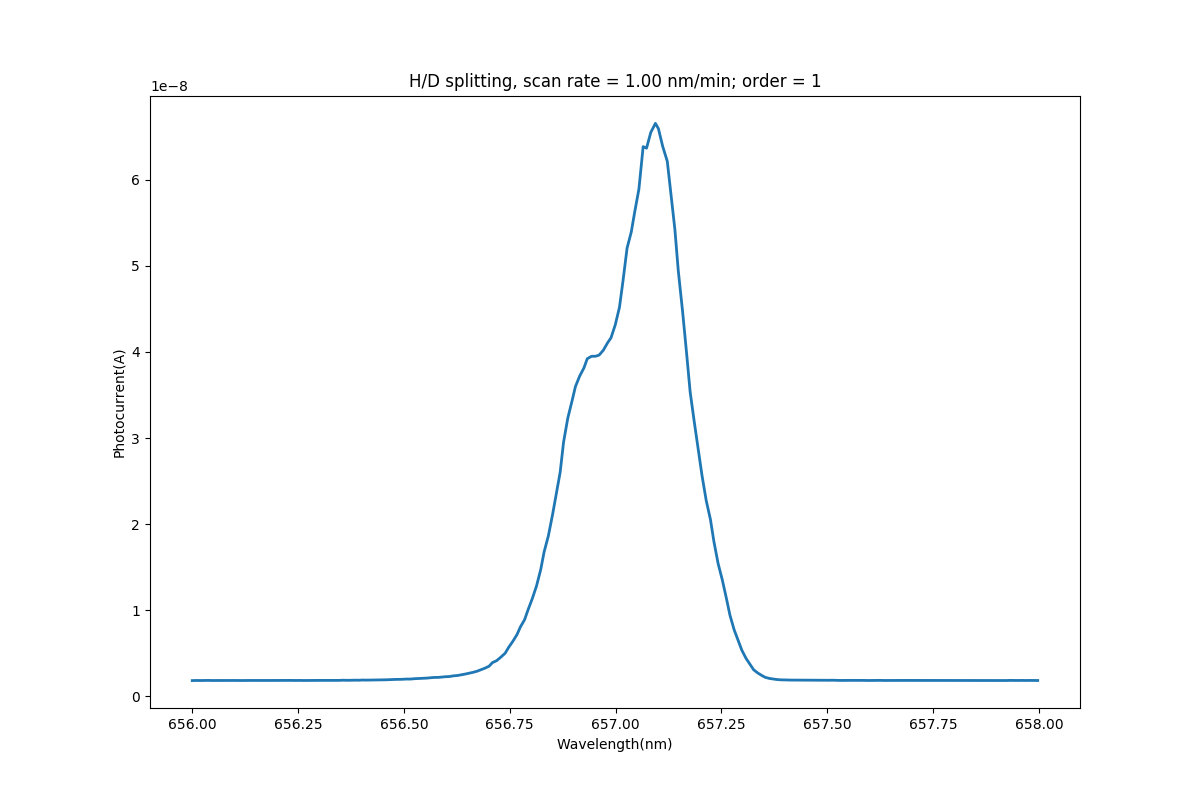 H/D splitting, scan rate = 1.00 nm/min; order = 1
1e−8
6
5
4
3
2
1
0
Photocurrent(A)
656.00 656.25 656.50 656.75 657.00 657.25 657.50 657.75 658.00
Wavelength(nm)